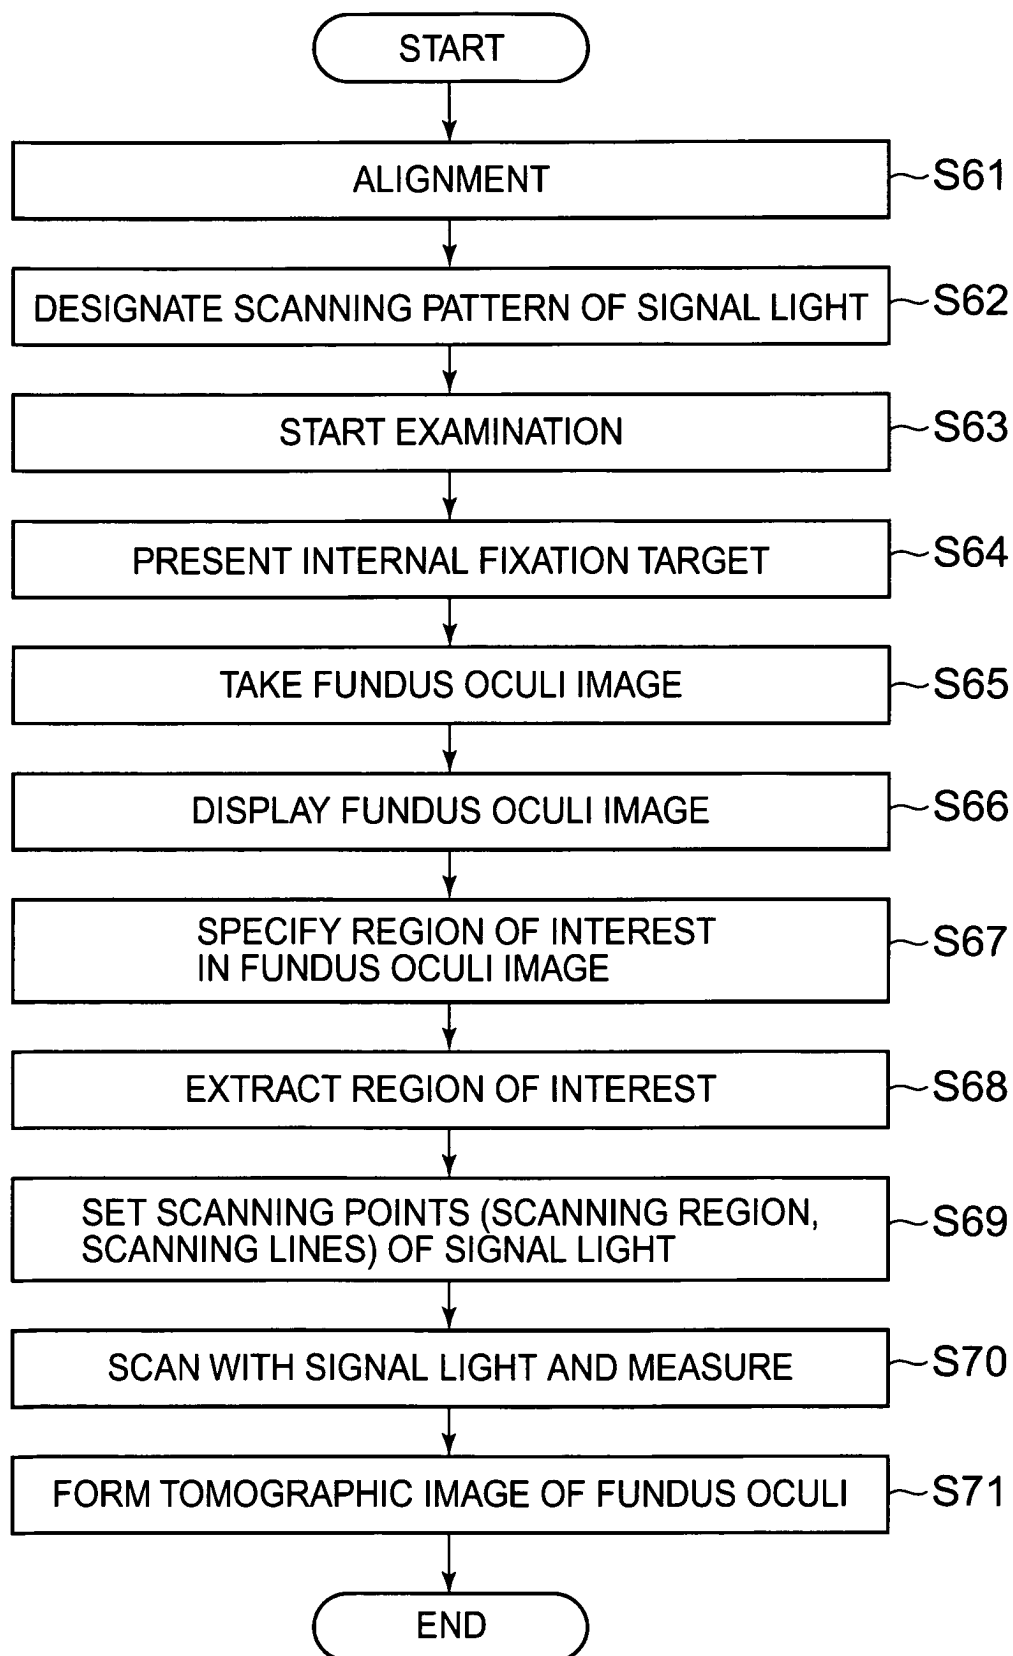 START
ALIGNMENT
S61
DESIGNATE SCANNING PATTERN OF SIGNAL LIGHT
S62
START EXAMINATION
S63
PRESENT INTERNAL FIXATION TARGET
S64
TAKE FUNDUS OCULI IMAGE
S65
DISPLAY FUNDUS OCULI IMAGE
S66
SPECIFY REGION OF INTEREST
IN FUNDUS OCULI IMAGE
S67
EXTRACT REGION OF INTEREST
S68
SET SCANNING POINTS (SCANNING REGION,
SCANNING LINES) OF SIGNAL LIGHT
S69
SCAN WITH SIGNAL LIGHT AND MEASURE
S70
FORM TOMOGRAPHIC IMAGE OF FUNDUS OCULI
S71
END